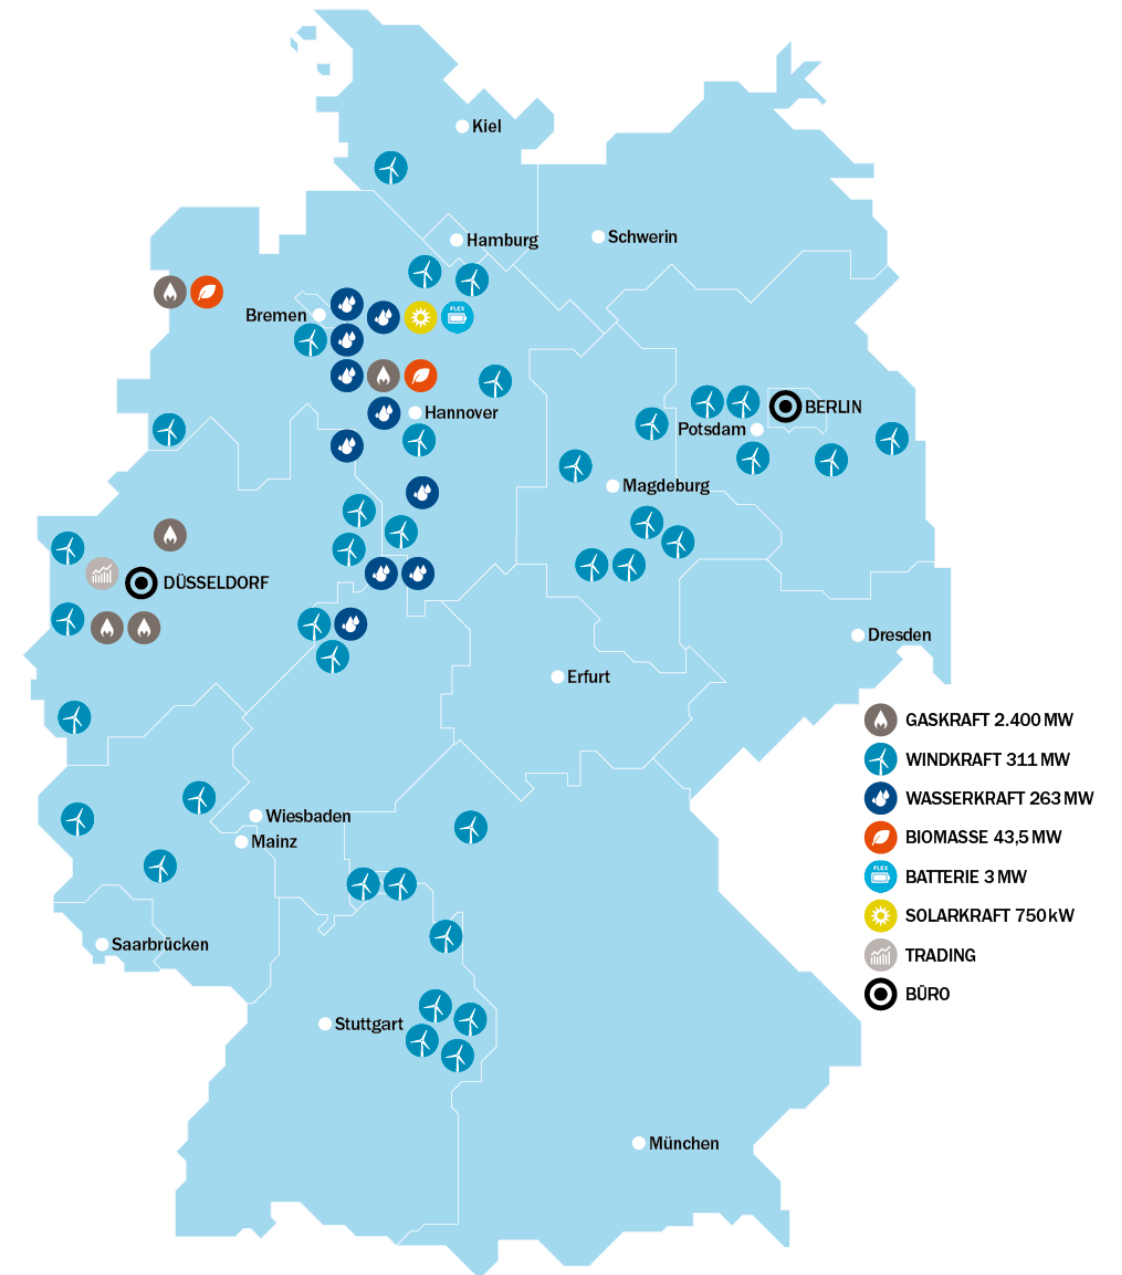 Kiel
Hamburg
Schwerin
Bremen
FLEX
Hannover
BERLIN
Potsdam
Magdeburg
DÜSSELDORF
Dresden
Erfurt
GASKRAFT 2.400 MW
WINDKRAFT 311 MW
WASSERKRAFT 263 MW
Wiesbaden
Mainz
BIOMASSE 43,5 MW
FLEX
BATTERIE 3 MW
SOLARKRAFT 750 kW
Saarbrücken
TRADING
BÜRO
Stuttgart
München